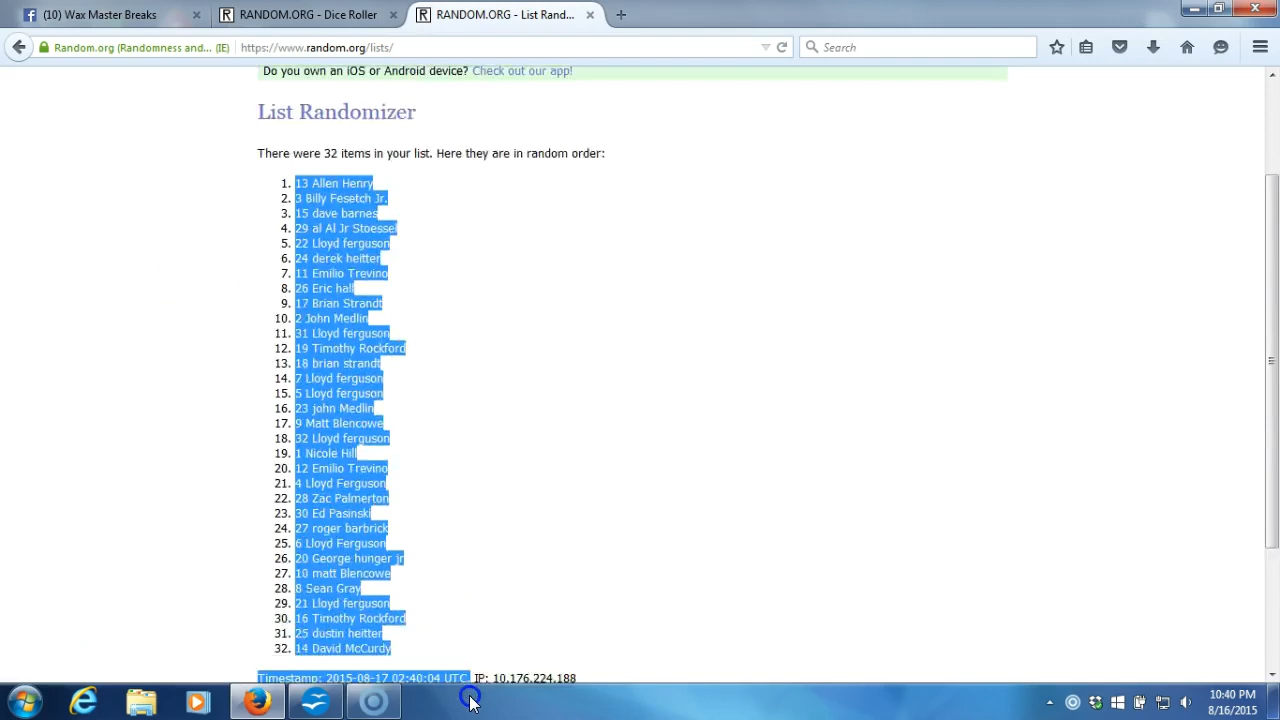 (10) Wax Master Breaks
RANDOM.ORG - Dice Roller
RANDOM.ORG - List Rand...
Random.org (Randomness and... (IE)
https://www.random.org/lists/
Search
Do you own an iOS or Android device? Check out our app!
List Randomizer
There were 32 items in your list. Here they are in random order:
1. 13 Allen Henry
2. 3 Billy Fesetch Jr.
3. 15 dave barnes
4. 29 al Al Jr Stoessel
5. 22 Lloyd ferguson
6. 24 derek heitter
7. 11 Emilio Trevino
8. 26 Eric hall
9. 17 Brian Strandt
10. 2 John Medlin
11. 31 Lloyd ferguson
12. 19 Timothy Rockford
13. 18 brian strandt
14. 7 Lloyd ferguson
15. 5 Lloyd ferguson
16. 23 john Medlin
17. 9 Matt Blencowe
18. 32 Lloyd ferguson
19. 1 Nicole Hill
20. 12 Emilio Trevino
21. 4 Lloyd Ferguson
22. 28 Zac Palmerton
23. 30 Ed Pasinski
24. 27 roger barbrick
25. 6 Lloyd Ferguson
26. 20 George hunger jr
27. 10 matt Blencowe
28. 8 Sean Gray
29. 21 Lloyd ferguson
30. 16 Timothy Rockford
31. 25 dustin heitter
32. 14 David McCurdy
Timestamp: 2015-08-17 02:40:04 UTC. IP: 10.176.224.188
10:40 PM
8/16/2015